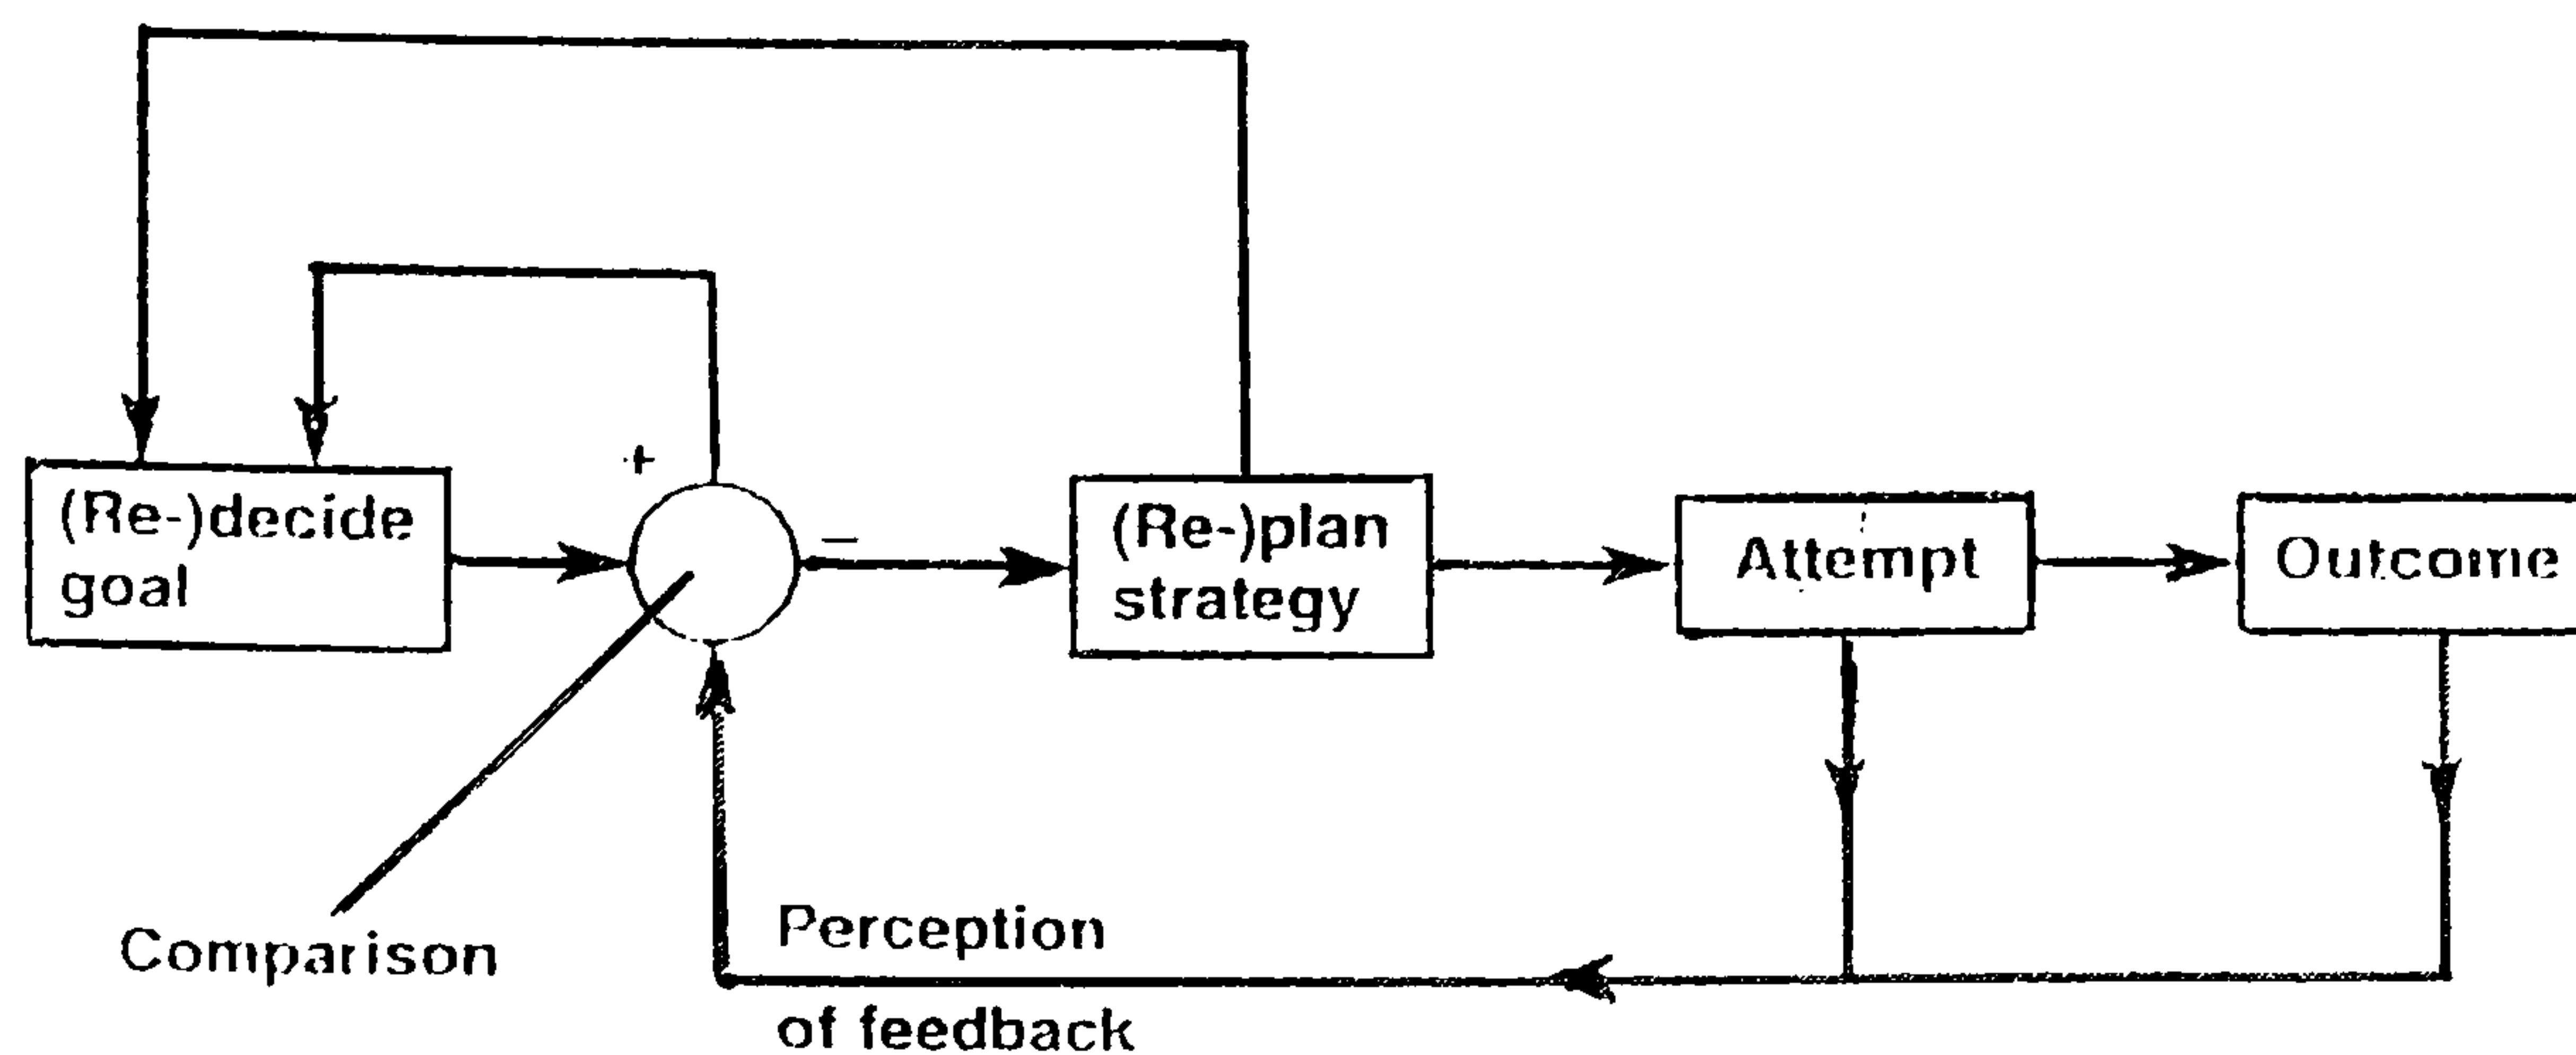 +
(Re-)decide
goal
−
(Re-)plan
strategy
Attempt
Outcome
Comparison
Perception
of feedback